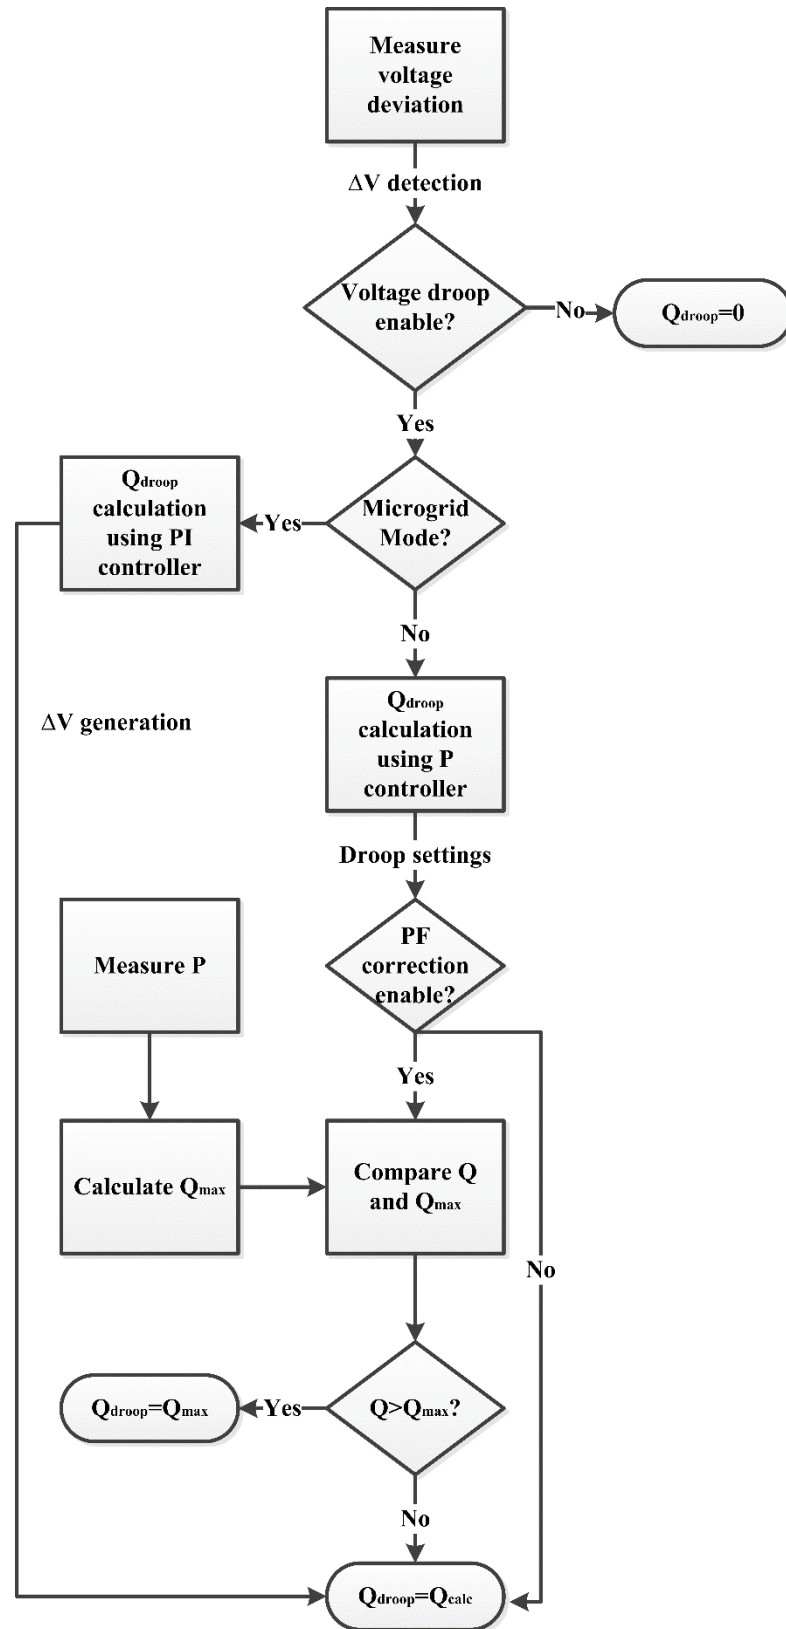 Measure
voltage
deviation
ΔV detection
Voltage droop
enable?
No
Qdroop=0
Yes
Qdroop
calculation
using PI
controller
Yes
Microgrid
Mode?
No
ΔV generation
Qdroop
calculation
using P
controller
Droop settings
Measure P
PF
correction
enable?
Yes
Calculate Qmax
Compare Q
and Qmax
No
Qdroop=Qmax
Yes
Q>Qmax?
No
Qdroop=Qcalc